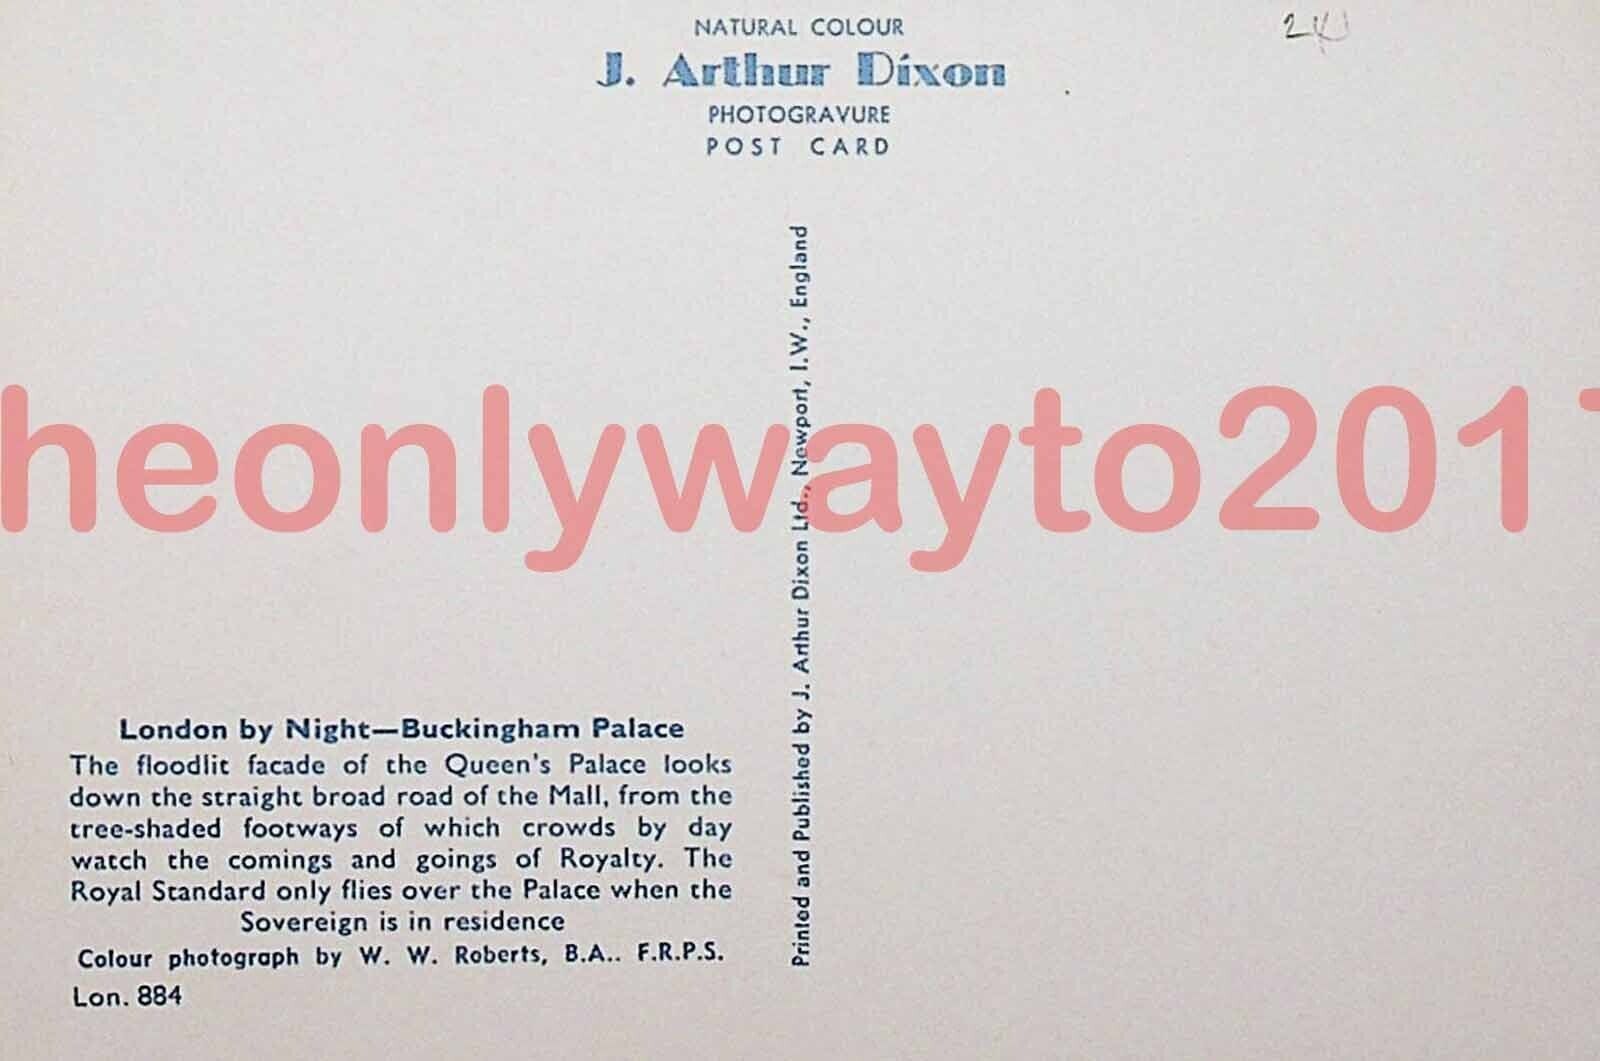 NATURAL COLOUR
J. Arthur Dixon
PHOTOGRAVURE
POST CARD
Printed and Published by J. Arthur Dixon Ltd., Newport, I.W., England
heonlywayto201
London by Night—Buckingham Palace
The floodlit facade of the Queen's Palace looks
down the straight broad road of the Mall, from the
tree-shaded footways of which crowds by day
watch the comings and goings of Royalty. The
Royal Standard only flies over the Palace when the
Sovereign is in residence
Colour photograph by W. W. Roberts, B.A.. F.R.P.S.
Lon. 884